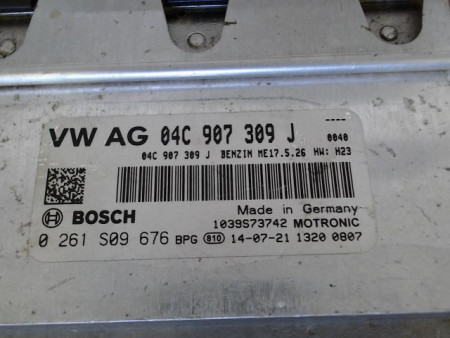 ----
VW AG 04C 907 309 J 0040
04C 907 309 J BENZIN ME17.5.26 HW: H23
BOSCH
Made in Germany
1039S73742 MOTRONIC
0 261 S09 676 BPG 810 14-07-21 1320 0807